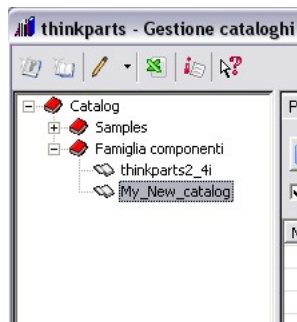 thinkparts - Gestione cataloghi
Catalog
Samples
Famiglia componenti
thinkparts2_4i
My_New_catalog